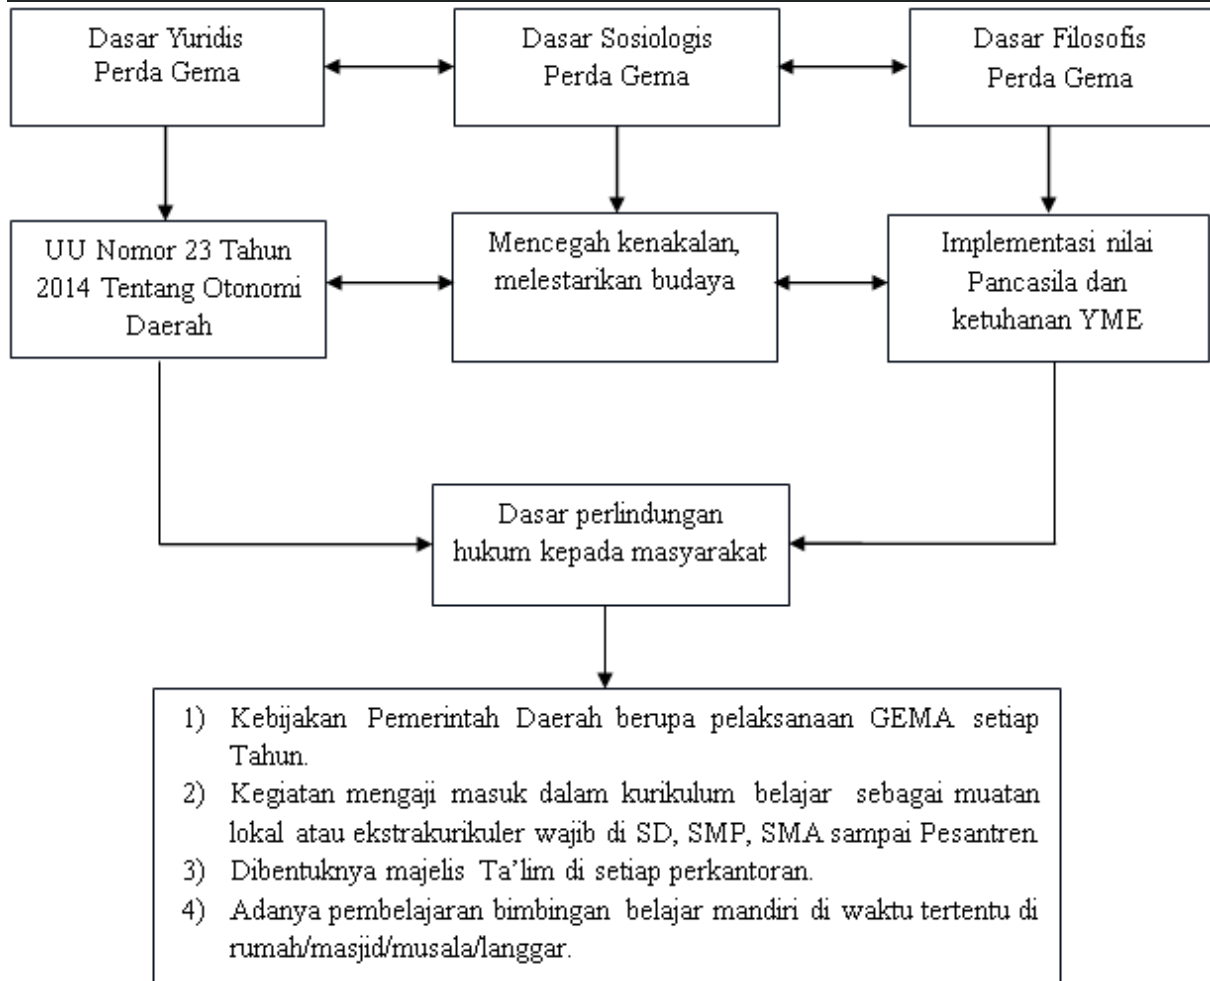 Dasar Yuridis
Perda Gema
Dasar Sosiologis
Perda Gema
Dasar Filosofis
Perda Gema
UU Nomor 23 Tahun
2014 Tentang Otonomi
Daerah
Mencegah kenakalan,
melestarikan budaya
Implementasi nilai
Pancasila dan
ketuhanan YME
Dasar perlindungan
hukum kepada masyarakat
1) Kebijakan Pemerintah Daerah berupa pelaksanaan GEMA setiap
Tahun.
2) Kegiatan mengaji masuk dalam kurikulum belajar sebagai muatan
lokal atau ekstrakurikuler wajib di SD, SMP, SMA sampai Pesantren
3) Dibentuknya majelis Ta’lim di setiap perkantoran.
4) Adanya pembelajaran bimbingan belajar mandiri di waktu tertentu di
rumah/masjid/musala/langgar.